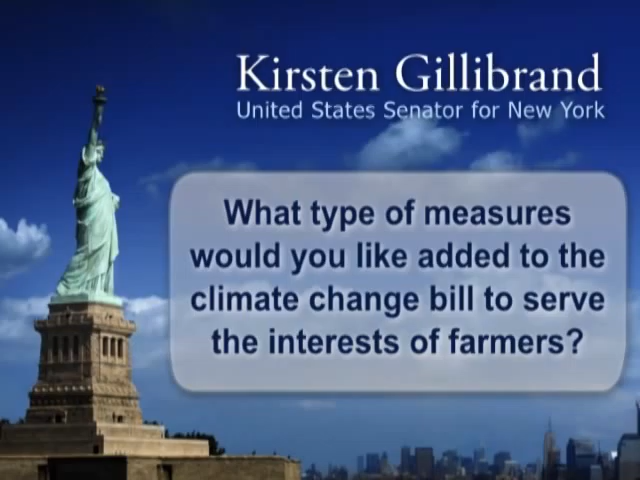 Kirsten Gillibrand
United States Senator for New York
What type of measures
would you like added to the
climate change bill to serve
the interests of farmers?